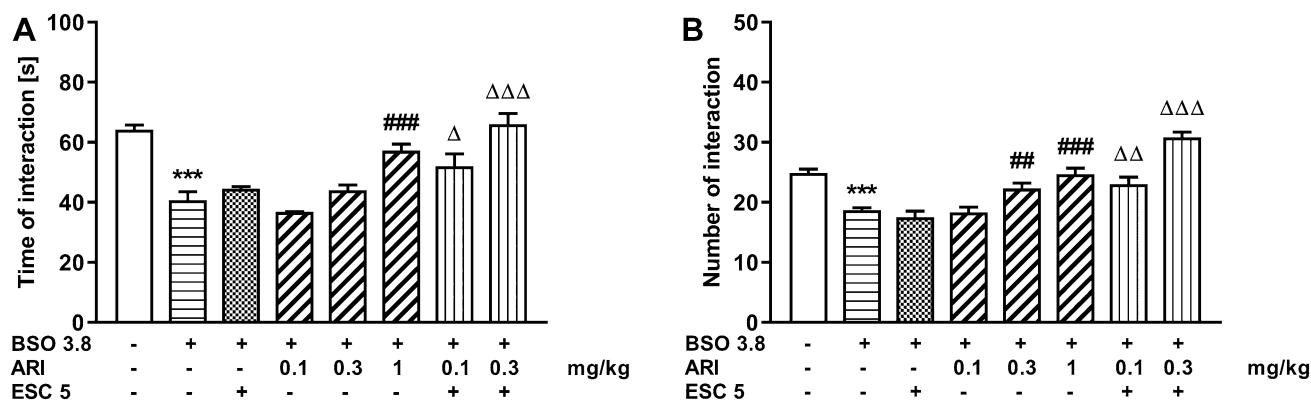 A
Time of interaction [s]
100
80
60
40
20
0
***
###
Δ
ΔΔΔ
BSO 3.8 - + + + + + + +
ARI - - - 0.1 0.3 1 0.1 0.3 mg/kg
ESC 5 - - + - - - + +
B
Number of interaction
50
40
30
20
10
0
***
##
###
ΔΔ
ΔΔΔ
BSO 3.8 - + + + + + + +
ARI - - - 0.1 0.3 1 0.1 0.3 mg/kg
ESC 5 - - + - - - + +